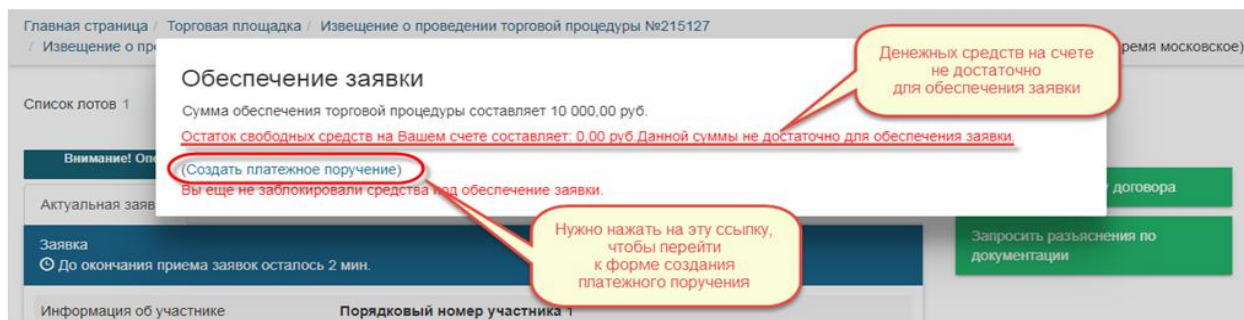 Главная страница / Торговая площадка / Извещение о проведении торговой процедуры №215127
/ Извещение о про
ремя московское)
Денежных средств на счете
не достаточно
для обеспечения заявки
Обеспечение заявки
Список лотов 1
Сумма обеспечения торговой процедуры составляет 10 000,00 руб.
Остаток свободных средств на Вашем счете составляет: 0,00 руб.Данной суммы не достаточно для обеспечения заявки.
Внимание! Опе
(Создать платежное поручение)
Вы еще не заблокировали средства под обеспечение заявки.
договора
Актуальная заяв
Нужно нажать на эту ссылку,
чтобы перейти
к форме создания
платежного поручения
Заявка
До окончания приема заявок осталось 2 мин.
Запросить разъяснения по
документации
Информация об участнике
Порядковый номер участника 1